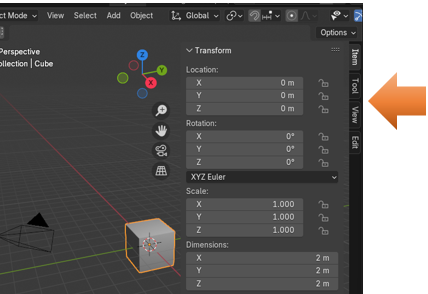 ct Mode View Select Add Object Global
Options
Perspective
ollection | Cube
Z
Y
X
Transform
Location:
X 0 m
Y 0 m
Z 0 m
Rotation:
X 0°
Y 0°
Z 0°
XYZ Euler
Scale:
X 1.000
Y 1.000
Z 1.000
Dimensions:
X 2 m
Y 2 m
Z 2 m
Item
Tool
View
Edit